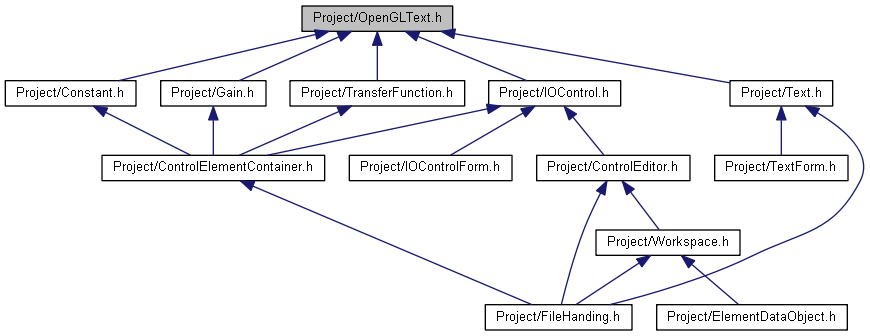 Project/OpenGLText.h
Project/Constant.h
Project/Gain.h
Project/TransferFunction.h
Project/IOControl.h
Project/Text.h
Project/ControlElementContainer.h
Project/IOControlForm.h
Project/ControlEditor.h
Project/TextForm.h
Project/Workspace.h
Project/FileHanding.h
Project/ElementDataObject.h